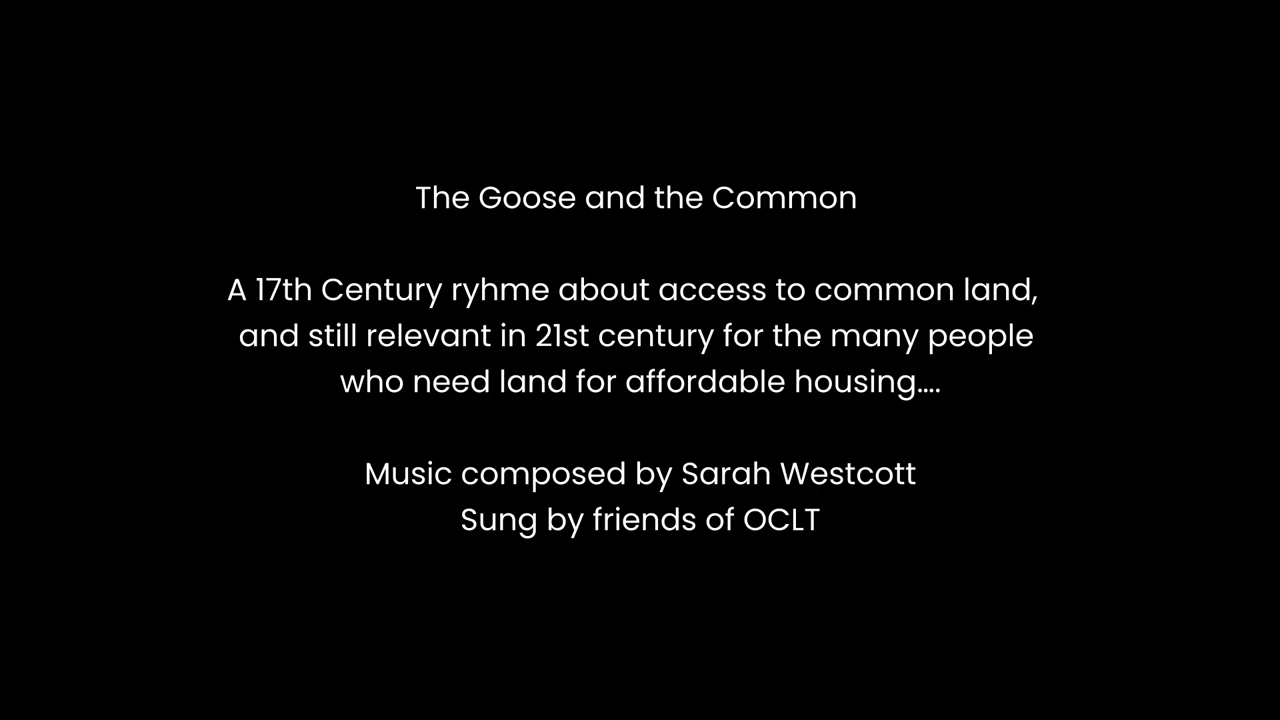 The Goose and the Common
A 17th Century ryhme about access to common land,
and still relevant in 21st century for the many people
who need land for affordable housing....
Music composed by Sarah Westcott
Sung by friends of OCLT